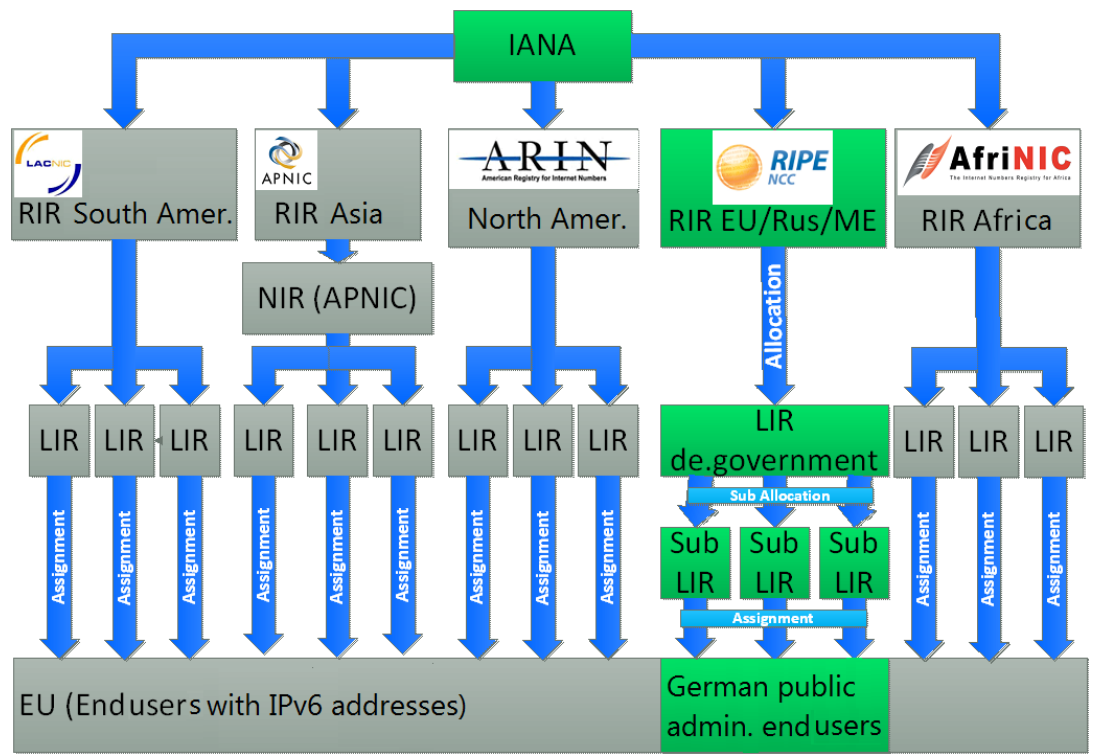 IANA
LACNIC
RIR South Amer.
APNIC
RIR Asia
ARIN
American Registry for Internet Numbers
North Amer.
RIPE
NCC
RIR EU/Rus/ME
AfriNIC
The Internet Numbers Registry for Africa
RIR Africa
NIR (APNIC)
Allocation
LIR
LIR
LIR
LIR
LIR
LIR
LIR
LIR
LIR
LIR
de.government
LIR
LIR
LIR
Sub Allocation
Sub
LIR
Sub
LIR
Sub
LIR
Assignment
Assignment
Assignment
Assignment
Assignment
Assignment
Assignment
Assignment
Assignment
Assignment
Assignment
Assignment
Assignment
EU (Endusers with IPv6 addresses)
German public
admin. endusers